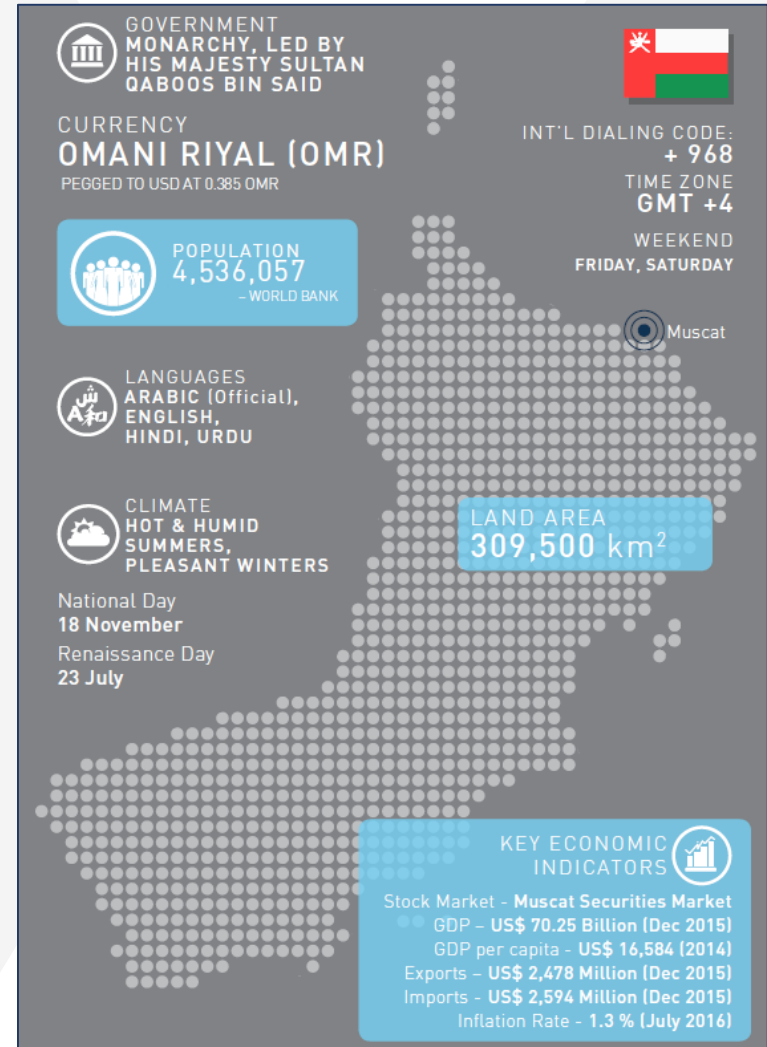 GOVERNMENT
MONARCHY, LED BY
HIS MAJESTY SULTAN
QABOOS BIN SAID
CURRENCY
OMANI RIYAL (OMR)
PEGGED TO USD AT 0.385 OMR
INT'L DIALING CODE:
+ 968
TIME ZONE
GMT +4
WEEKEND
FRIDAY, SATURDAY
POPULATION
4,536,057
– WORLD BANK
Muscat
ش
A和
LANGUAGES
ARABIC (Official),
ENGLISH,
HINDI, URDU
CLIMATE
HOT & HUMID
SUMMERS,
PLEASANT WINTERS
LAND AREA
309,500 km²
National Day
18 November
Renaissance Day
23 July
KEY ECONOMIC
INDICATORS
Stock Market - Muscat Securities Market
GDP – US$ 70.25 Billion (Dec 2015)
GDP per capita - US$ 16,584 (2014)
Exports – US$ 2,478 Million (Dec 2015)
Imports - US$ 2,594 Million (Dec 2015)
Inflation Rate - 1.3 % (July 2016)